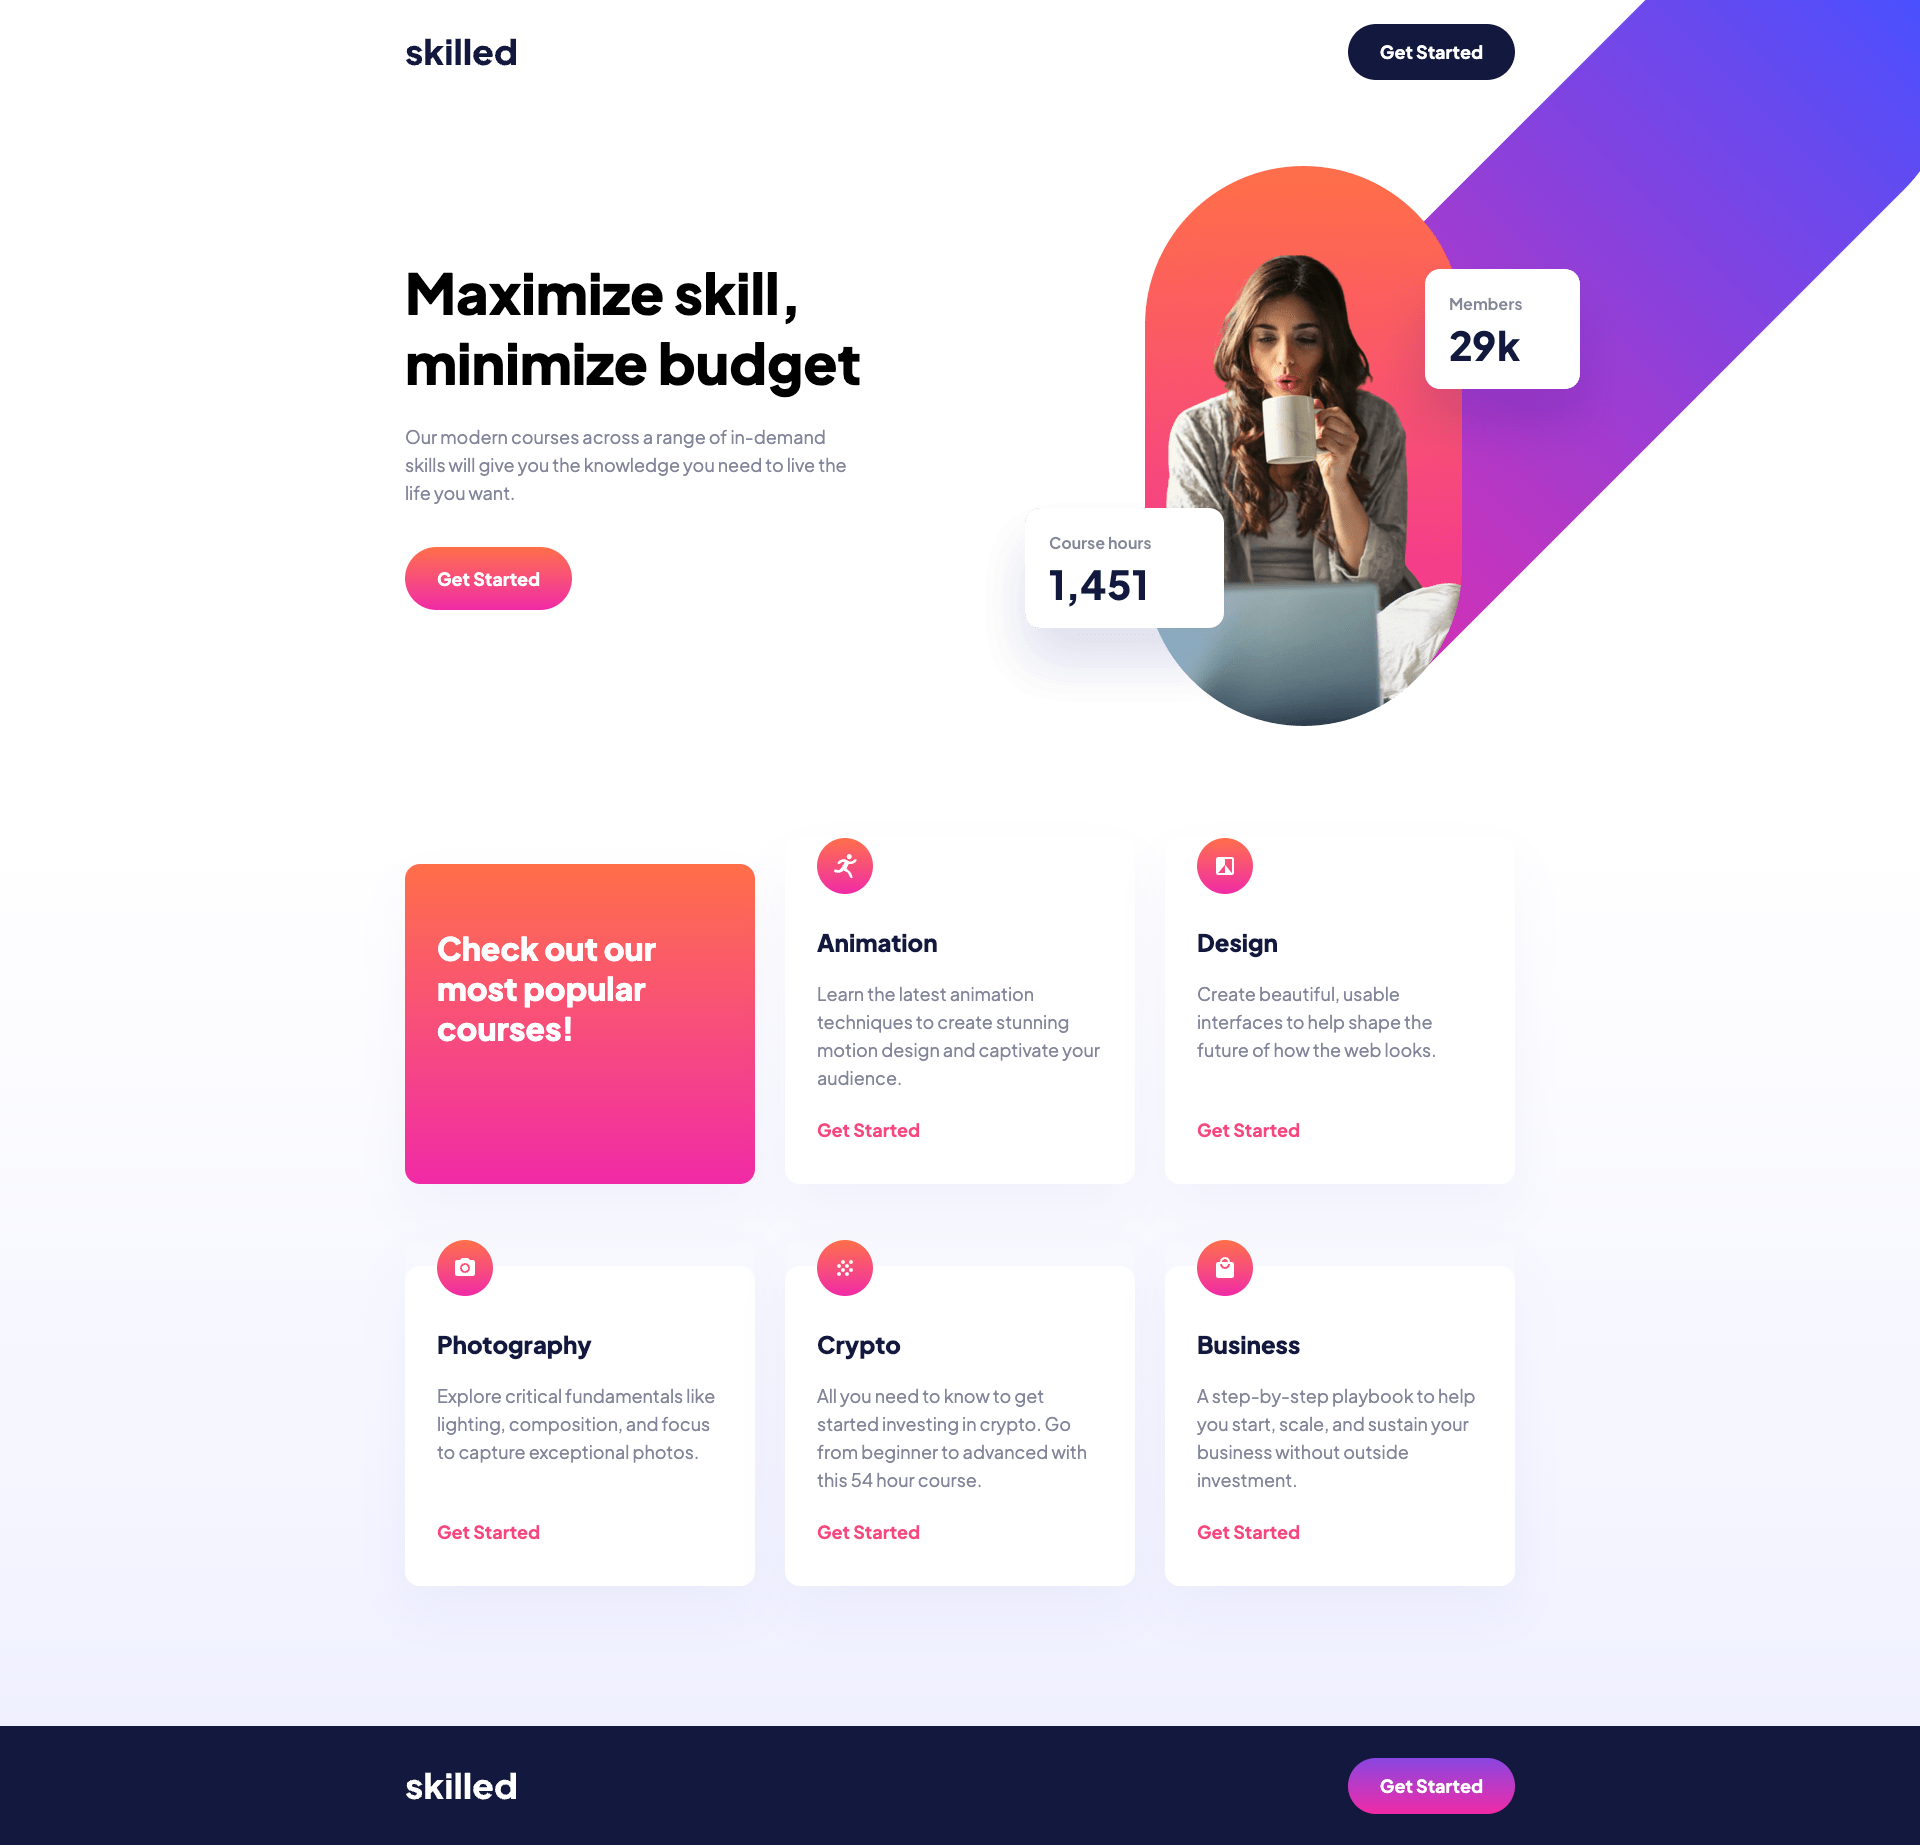 skilled
Get Started
Maximize skill,
minimize budget
Our modern courses across a range of in-demand
skills will give you the knowledge you need to live the
life you want.
Get Started
Members
29k
Course hours
1,451
Check out our
most popular
courses!
Animation
Learn the latest animation
techniques to create stunning
motion design and captivate your
audience.
Get Started
Design
Create beautiful, usable
interfaces to help shape the
future of how the web looks.
Get Started
Photography
Explore critical fundamentals like
lighting, composition, and focus
to capture exceptional photos.
Get Started
Crypto
All you need to know to get
started investing in crypto. Go
from beginner to advanced with
this 54 hour course.
Get Started
Business
A step-by-step playbook to help
you start, scale, and sustain your
business without outside
investment.
Get Started
skilled
Get Started